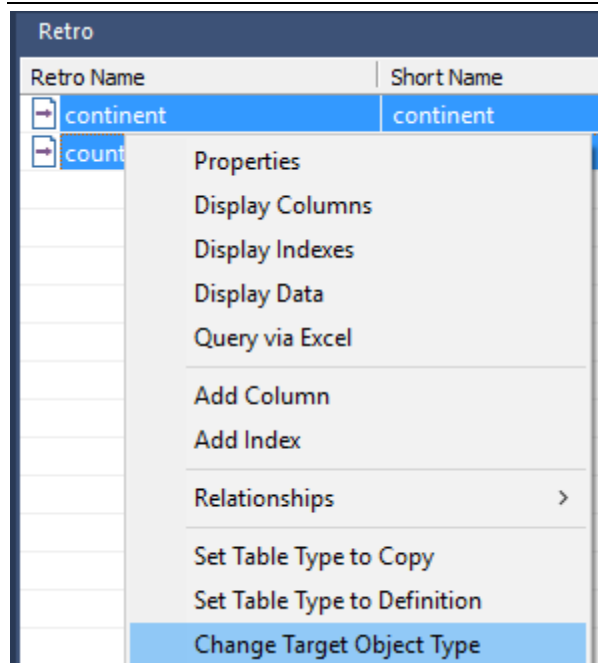 Retro
Retro Name Short Name
continent continent
count
Properties
Display Columns
Display Indexes
Display Data
Query via Excel
Add Column
Add Index
Relationships >
Set Table Type to Copy
Set Table Type to Definition
Change Target Object Type